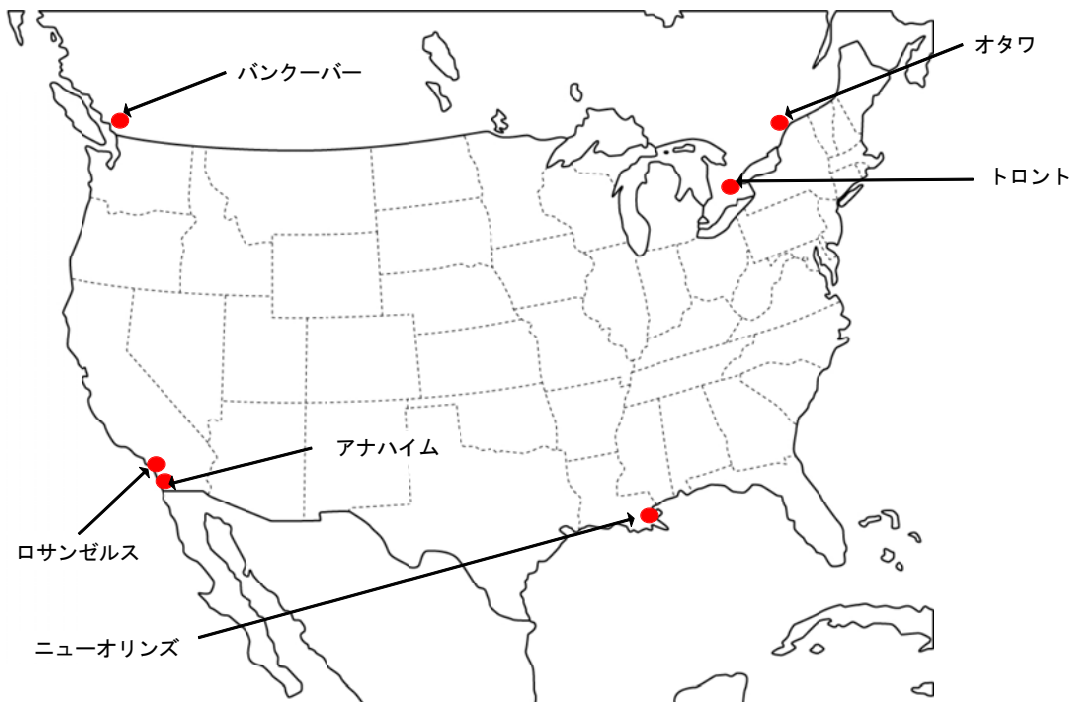 オタワ
バンクーバー
トロント
アナハイム
ロサンゼルス
ニューオリンズ